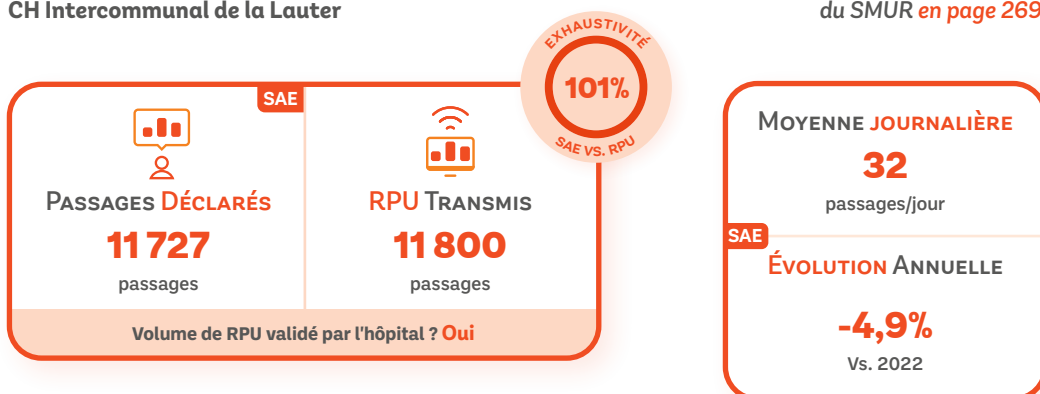 CH Intercommunal de la Lauter
du SMUR en page 269
EXHAUSTIVITÉ
101%
SAE VS. RPU
SAE
PASSAGES DÉCLARÉS
11 727
passages
RPU TRANSMIS
11 800
passages
Volume de RPU validé par l'hôpital ? Oui
MOYENNE JOURNALIÈRE
32
passages/jour
SAE
ÉVOLUTION ANNUELLE
-4,9%
Vs. 2022